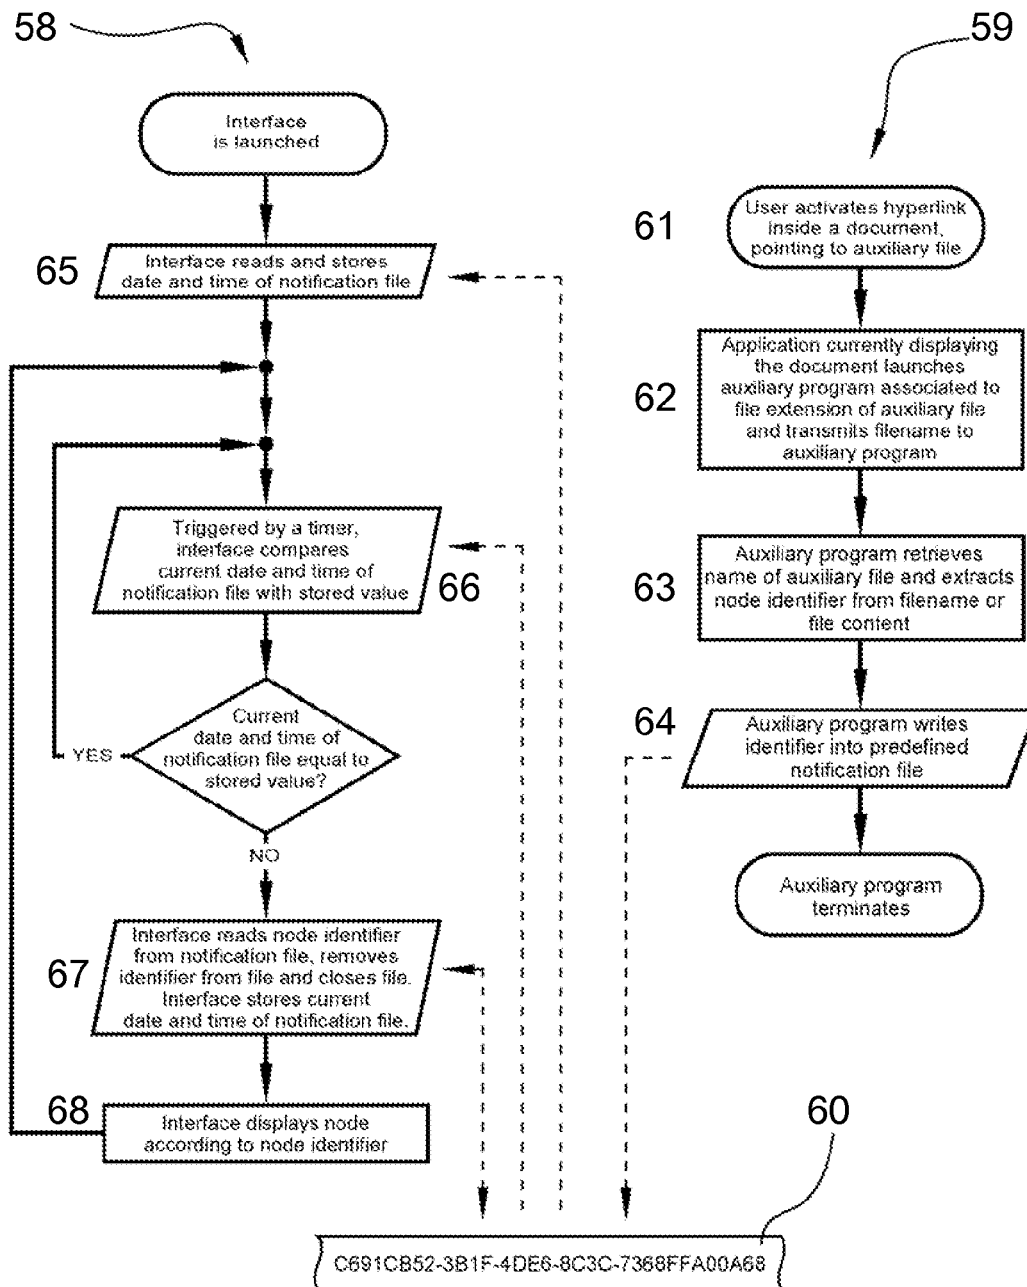 58
Interface
is launched
65
Interface reads and stores
date and time of notification file
Triggered by a timer,
interface compares
current date and time of
notification file with stored value
66
Current
date and time of
notification file equal to
stored value?
YES
NO
67
Interface reads node identifier
from notification file, removes
identifier from file and closes file.
Interface stores current
date and time of notification file.
68
Interface displays node
according to node identifier
59
61
User activates hyperlink
inside a document,
pointing to auxiliary file
62
Application currently displaying
the document launches
auxiliary program associated to
file extension of auxiliary file
and transmits filename to
auxiliary program
63
Auxiliary program retrieves
name of auxiliary file and extracts
node identifier from filename or
file content
64
Auxiliary program writes
identifier into predefined
notification file
Auxiliary program
terminates
60
C691CB52-3B1F-4DE6-8C3C-7368FFA00A68